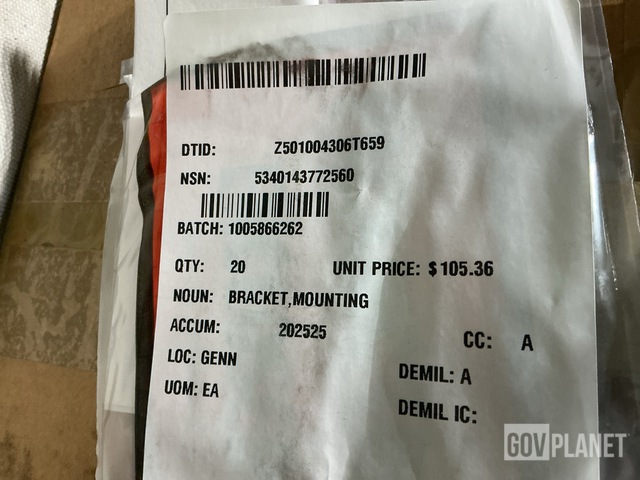 DTID: Z501004306T659
NSN: 5340143772560
BATCH: 1005866262
QTY: 20 UNIT PRICE: $ 105.36
NOUN: BRACKET,MOUNTING
ACCUM: 202525
CC: A
LOC: GENN
DEMIL: A
UOM: EA
DEMIL IC:
GOVPLANET